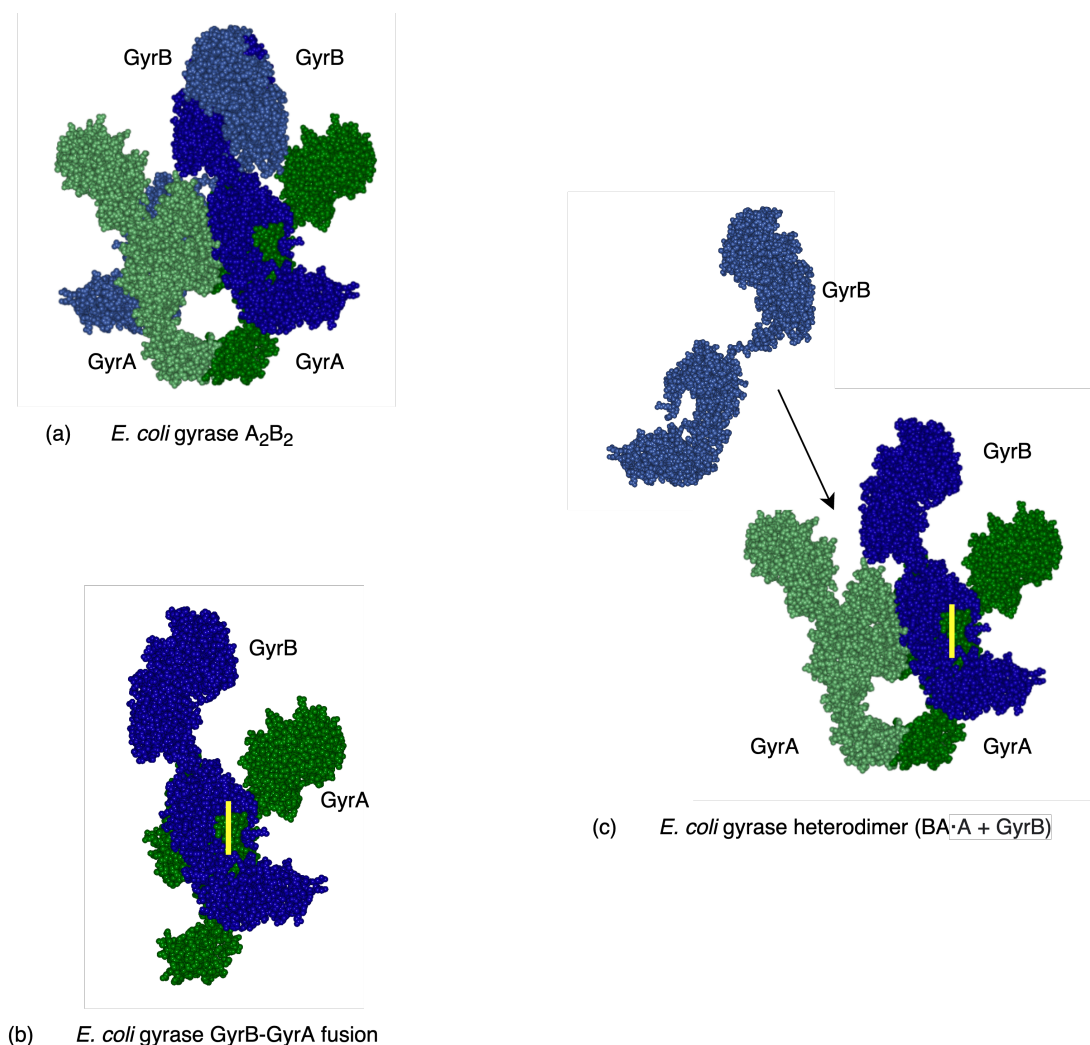 GyrB GyrB
GyrA GyrA
(a) E. coli gyrase A2B2
GyrB
GyrA
(b) E. coli gyrase GyrB-GyrA fusion
GyrB
GyrB
GyrA GyrA
(c) E. coli gyrase heterodimer (BA·A + GyrB)